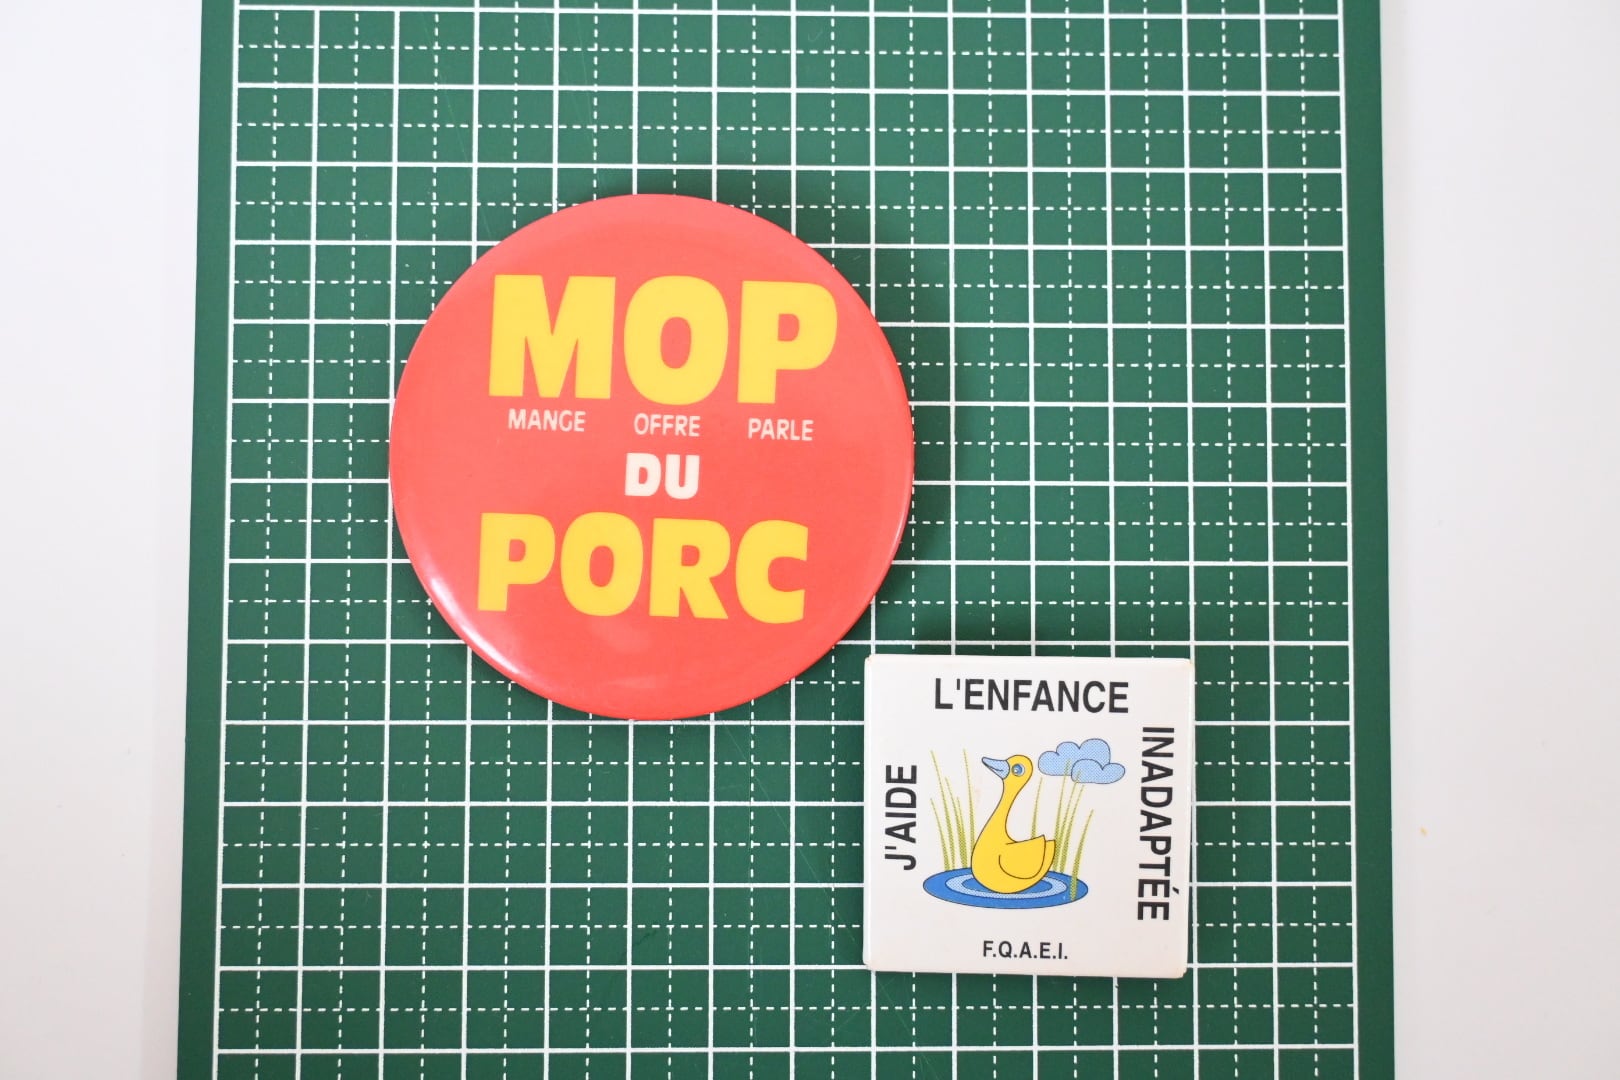 MOP
MANGE OFFRE PARLE
DU
PORC
J'AIDE
L'ENFANCE
INADAPTÉE
F.Q.A.E.I.